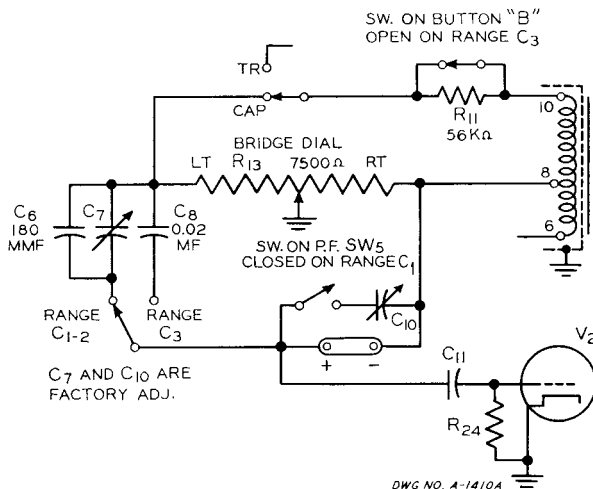 SW. ON BUTTON "B"
OPEN ON RANGE C3
TR
CAP
R11
56KΩ
10
8
6
BRIDGE DIAL
LT R13 7500Ω RT
C6
180
MMF
C7
C8
0.02
MF
SW. ON P.F. SW5
CLOSED ON RANGE C1
C10
RANGE
C1-2
RANGE
C3
+ -
C7 AND C10 ARE
FACTORY ADJ.
C11
V2
R24
DWG NO. A-1410A